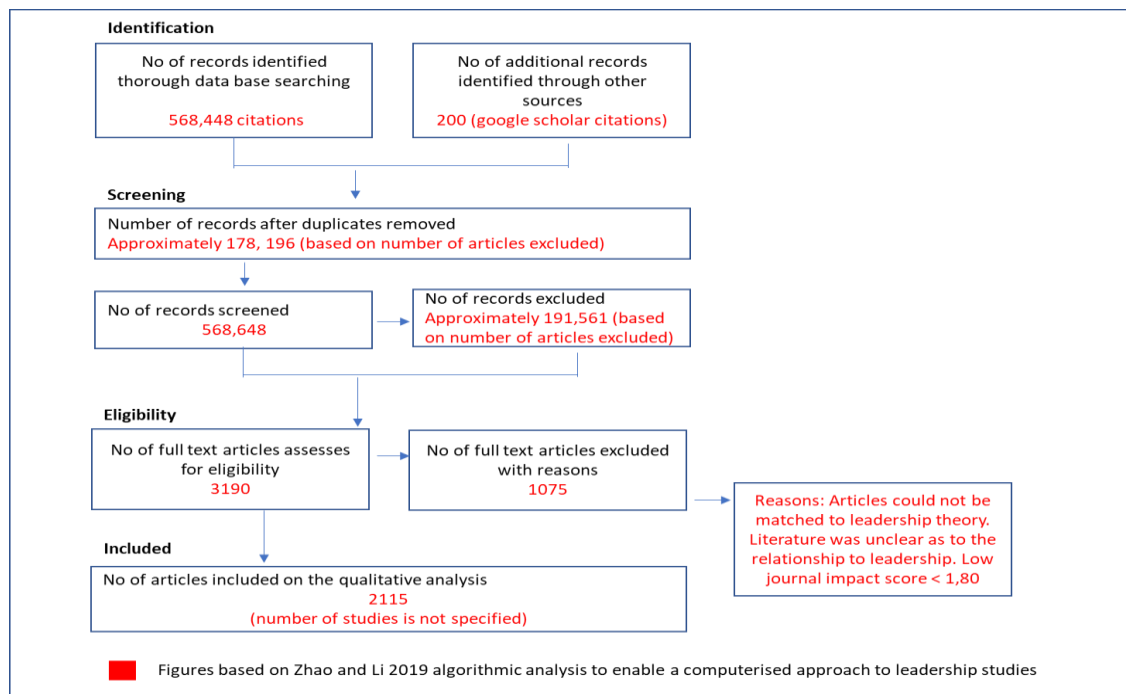 Identification
No of records identified
thorough data base searching
568,448 citations
No of additional records
identified through other
sources
200 (google scholar citations)
Screening
Number of records after duplicates removed
Approximately 178, 196 (based on number of articles excluded)
No of records screened
568,648
No of records excluded
Approximately 191,561 (based
on number of articles excluded)
Eligibility
No of full text articles assesses
for eligibility
3190
No of full text articles excluded
with reasons
1075
Reasons: Articles could not be
matched to leadership theory.
Literature was unclear as to the
relationship to leadership. Low
journal impact score < 1,80
Included
No of articles included on the qualitative analysis
2115
(number of studies is not specified)
Figures based on Zhao and Li 2019 algorithmic analysis to enable a computerised approach to leadership studies